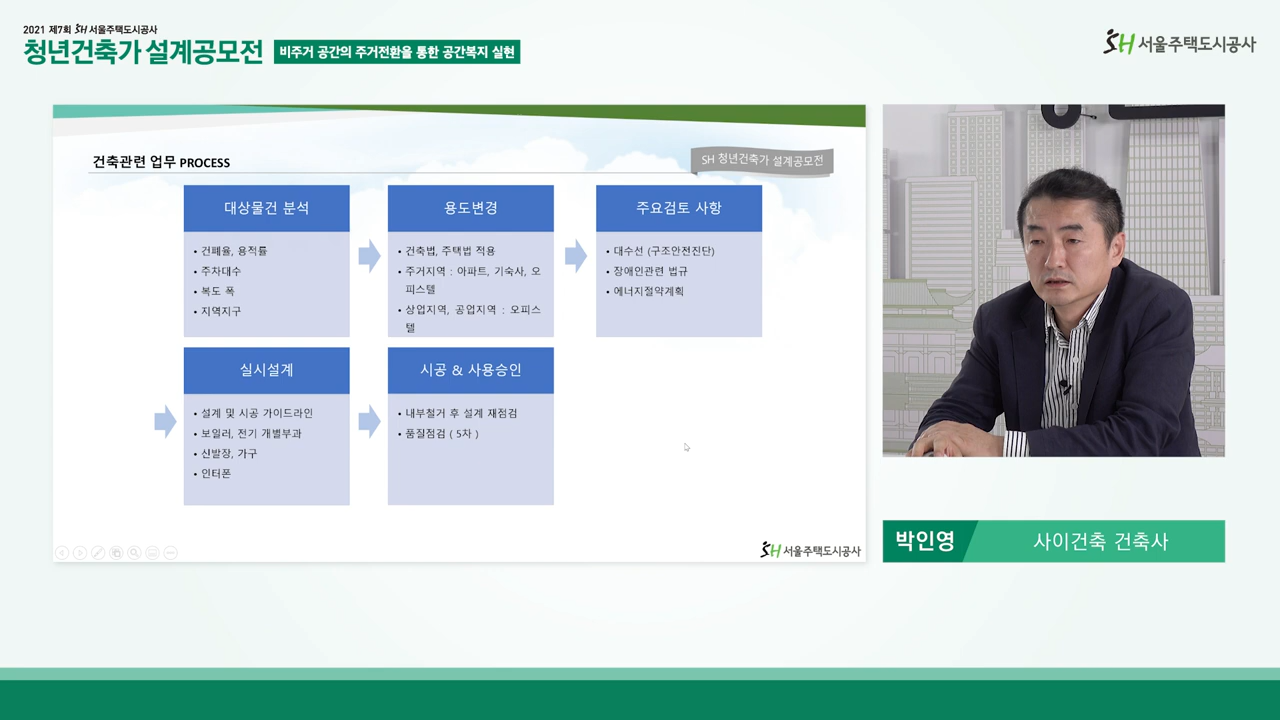 2021 제7회 SH 서울주택도시공사
청년건축가 설계공모전 비주거 공간의 주거전환을 통한 공간복지 실현
SH 서울주택도시공사
건축관련 업무 PROCESS
SH 청년건축가 설계공모전
대상물건 분석
• 건폐율, 용적률
• 주차대수
• 복도 폭
• 지역지구
용도변경
• 건축법, 주택법 적용
• 주거지역 : 아파트, 기숙사, 오
피스텔
• 상업지역, 공업지역 : 오피스
텔
주요검토 사항
• 대수선 (구조안전진단)
• 장애인관련 법규
• 에너지절약계획
실시설계
• 설계 및 시공 가이드라인
• 보일러, 전기 개별부과
• 신발장, 가구
• 인터폰
시공 & 사용승인
• 내부철거 후 설계 재점검
• 품질점검 ( 5차 )
SH 서울주택도시공사
박인영 사이건축 건축사